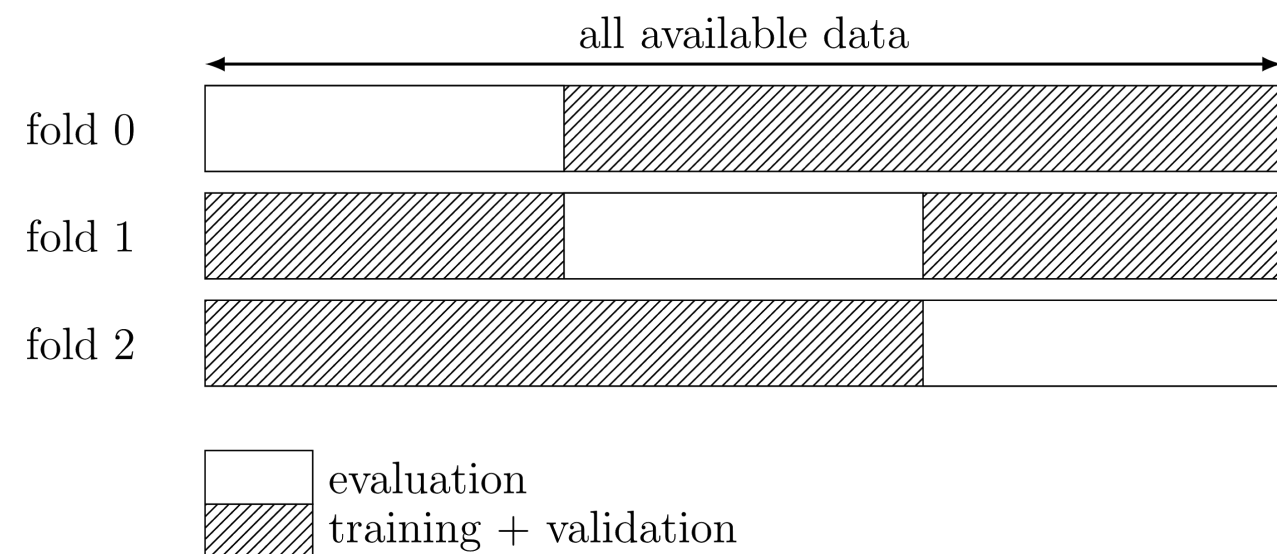 all available data
fold 0
fold 1
fold 2
evaluation
training + validation